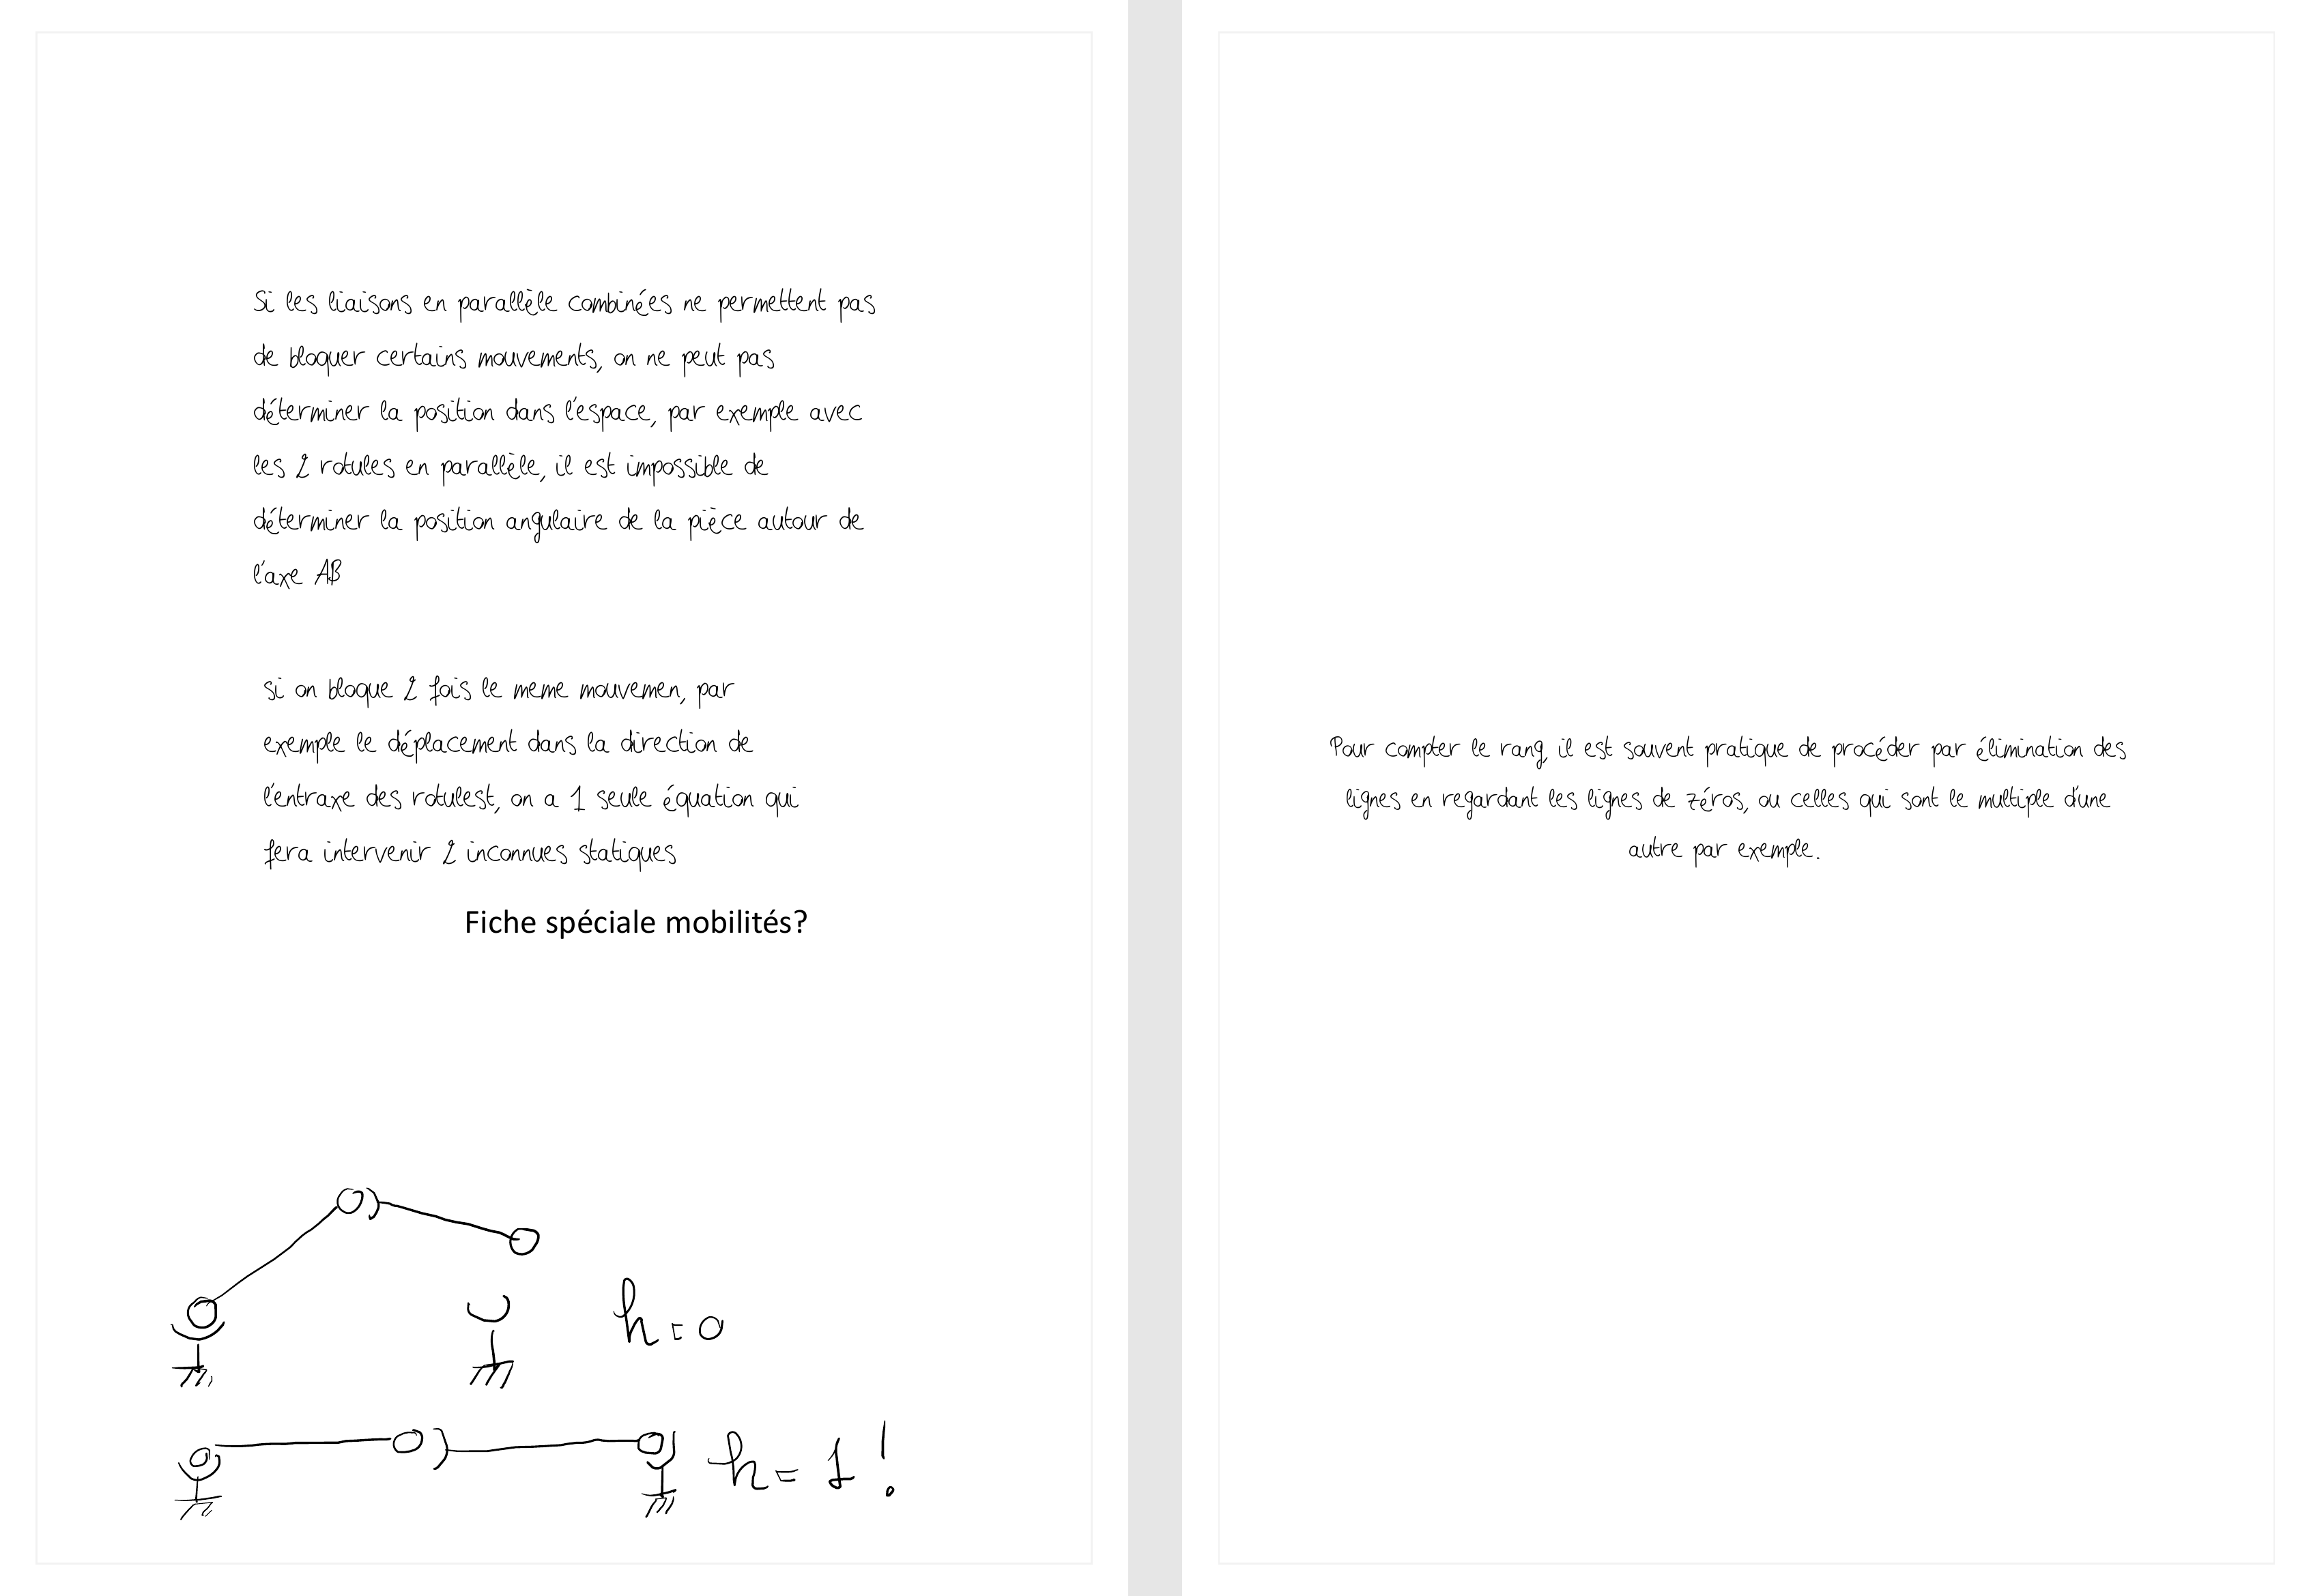 Si les liaisons en parallèle combinées ne permettent pas
de bloquer certains mouvements, on ne peut pas
déterminer la position dans l'espace, par exemple avec
les 2 rotules en parallèle, il est impossible de
déterminer la position angulaire de la pièce autour de
l'axe AB
si on bloque 2 fois le meme mouvemen, par
exemple le déplacement dans la direction de
l'entraxe des rotulest, on a 1 seule équation qui
fera intervenir 2 inconnues statiques
Fiche spéciale mobilités?
h=0
h=1!
Pour compter le rang, il est souvent pratique de procéder par élimination des
lignes en regardant les lignes de zéros, ou celles qui sont le multiple d'une
autre par exemple.